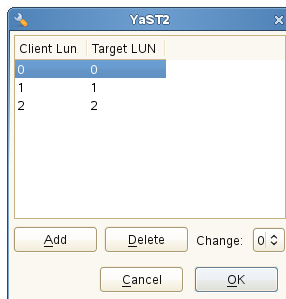 YaST2
Client Lun Target LUN
0 0
1 1
2 2
Add Delete Change: 0
Cancel OK